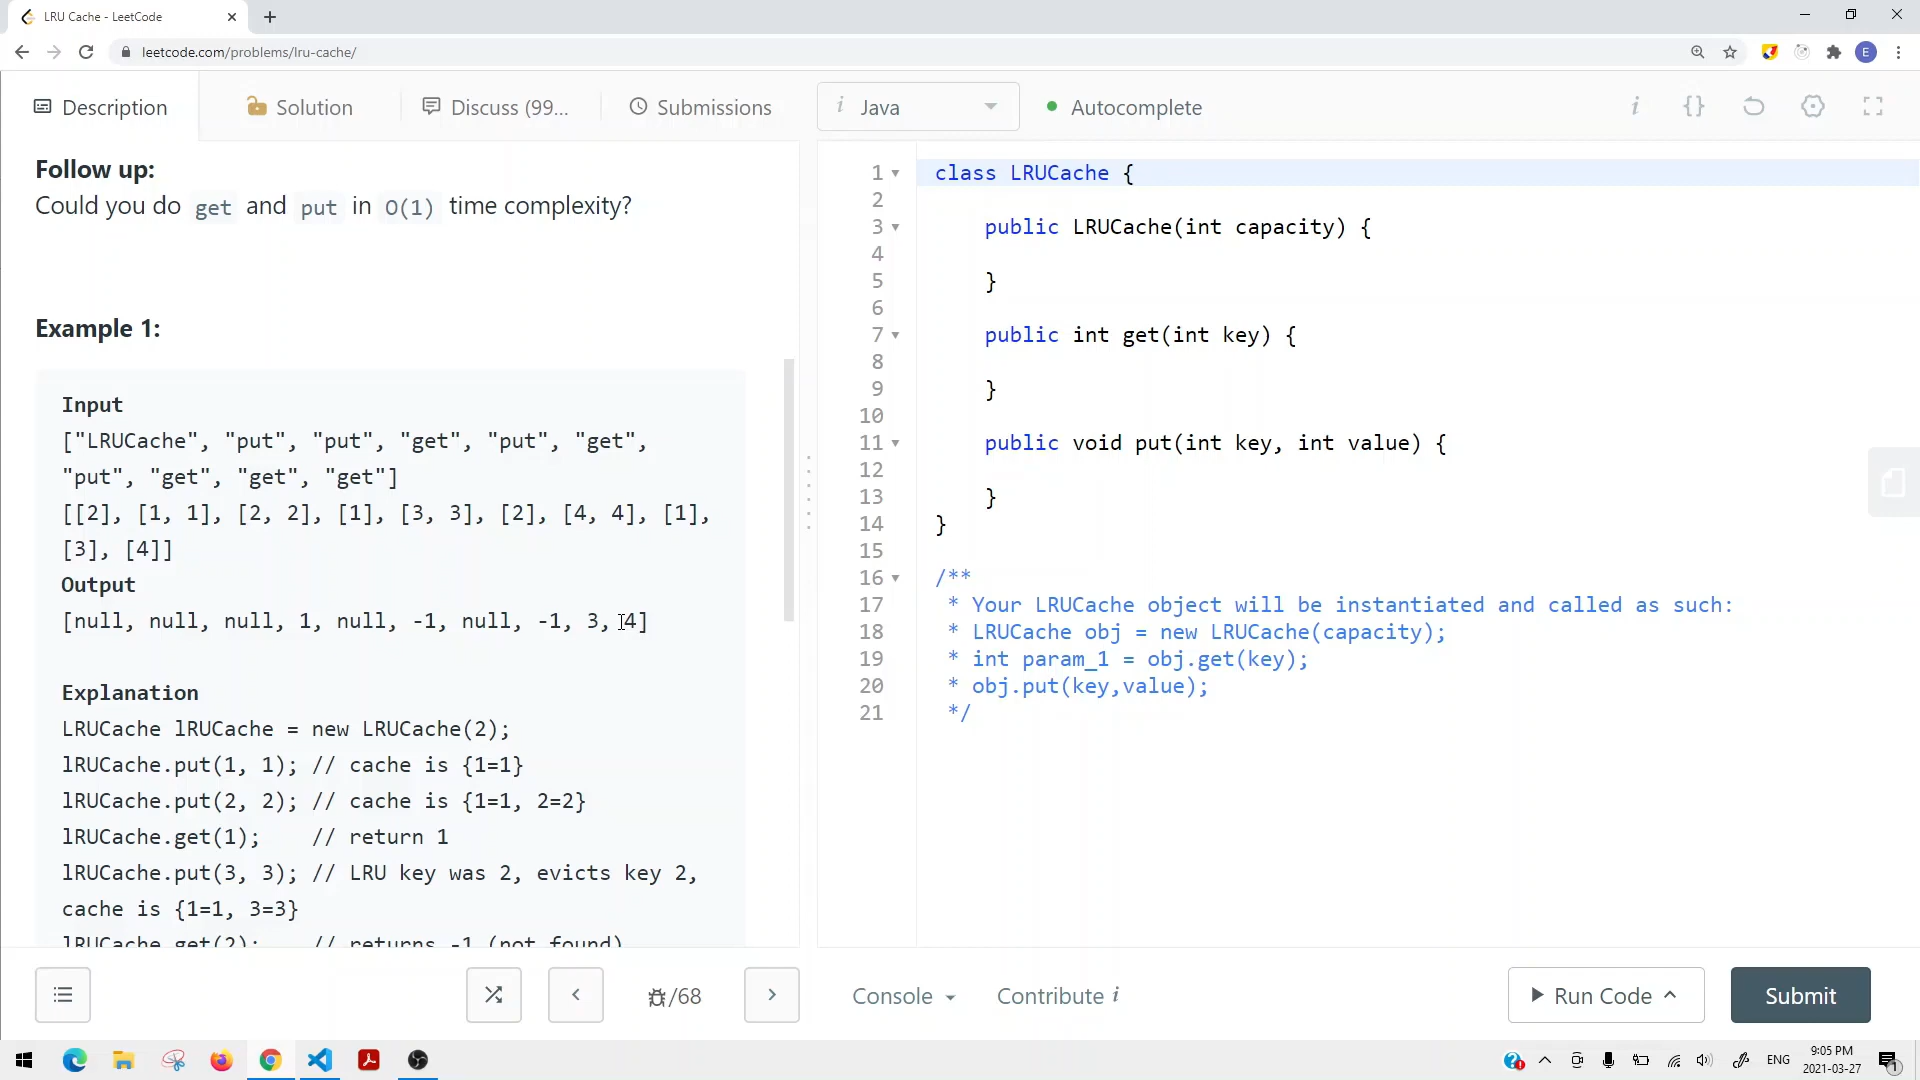 LRU Cache - LeetCode
leetcode.com/problems/lru-cache/
E
Description
Solution
Discuss (99...
Submissions
i Java
Autocomplete
i {}
Follow up:
Could you do get and put in O(1) time complexity?
Example 1:
Input
["LRUCache", "put", "put", "get", "put", "get",
"put", "get", "get", "get"]
[[2], [1, 1], [2, 2], [1], [3, 3], [2], [4, 4], [1],
[3], [4]]
Output
[null, null, null, 1, null, -1, null, -1, 3, 4]
Explanation
LRUCache lRUCache = new LRUCache(2);
lRUCache.put(1, 1); // cache is {1=1}
lRUCache.put(2, 2); // cache is {1=1, 2=2}
lRUCache.get(1);    // return 1
lRUCache.put(3, 3); // LRU key was 2, evicts key 2,
cache is {1=1, 3=3}
lRUCache.get(2);    // returns -1 (not found)
1 class LRUCache {
2
3     public LRUCache(int capacity) {
4
5     }
6
7     public int get(int key) {
8
9     }
10
11     public void put(int key, int value) {
12
13     }
14 }
15
16 /**
17  * Your LRUCache object will be instantiated and called as such:
18  * LRUCache obj = new LRUCache(capacity);
19  * int param_1 = obj.get(key);
20  * obj.put(key,value);
21  */
/68
Console
Contribute i
Run Code
Submit
ENG
9:05 PM
2021-03-27
1